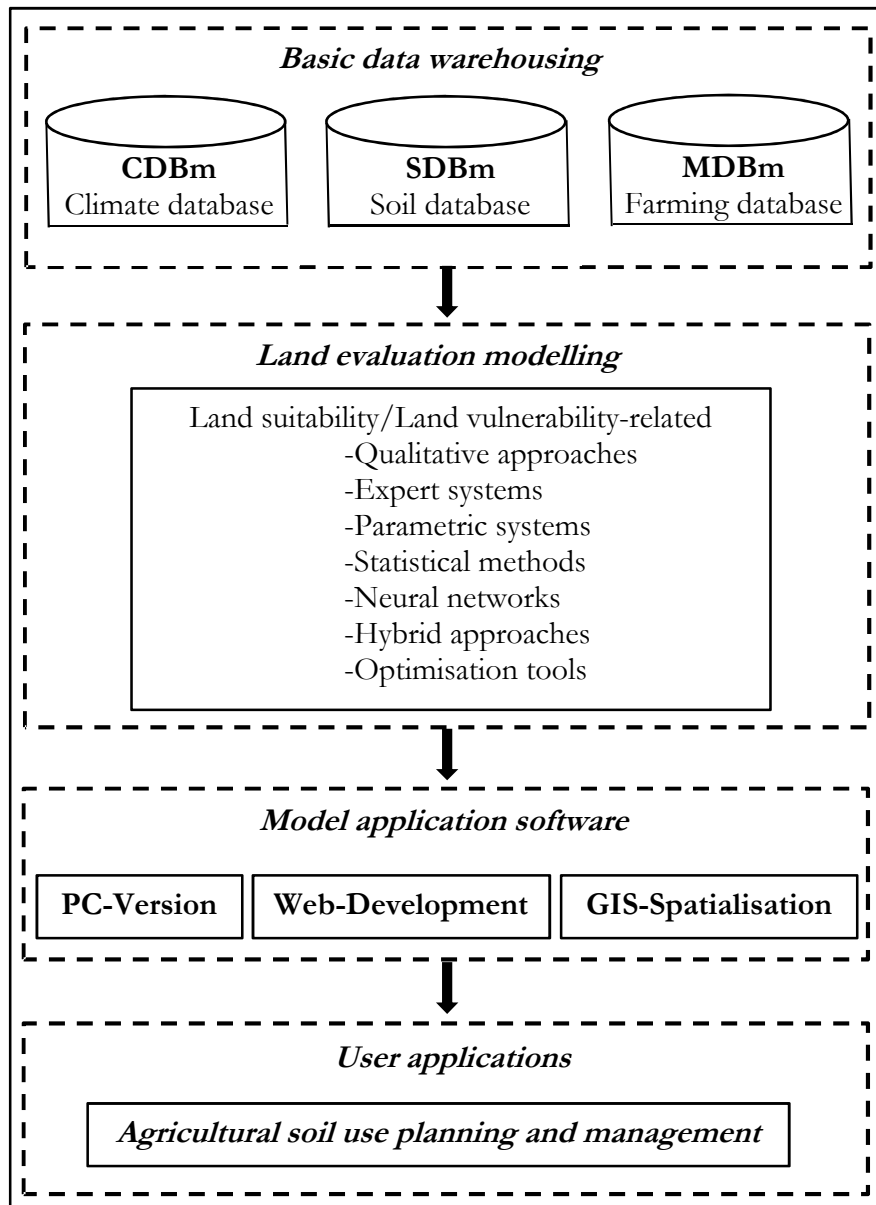 Basic data warehousing
CDBm
Climate database
SDBm
Soil database
MDBm
Farming database
Land evaluation modelling
Land suitability/Land vulnerability-related
-Qualitative approaches
-Expert systems
-Parametric systems
-Statistical methods
-Neural networks
-Hybrid approaches
-Optimisation tools
Model application software
PC-Version
Web-Development
GIS-Spatialisation
User applications
Agricultural soil use planning and management